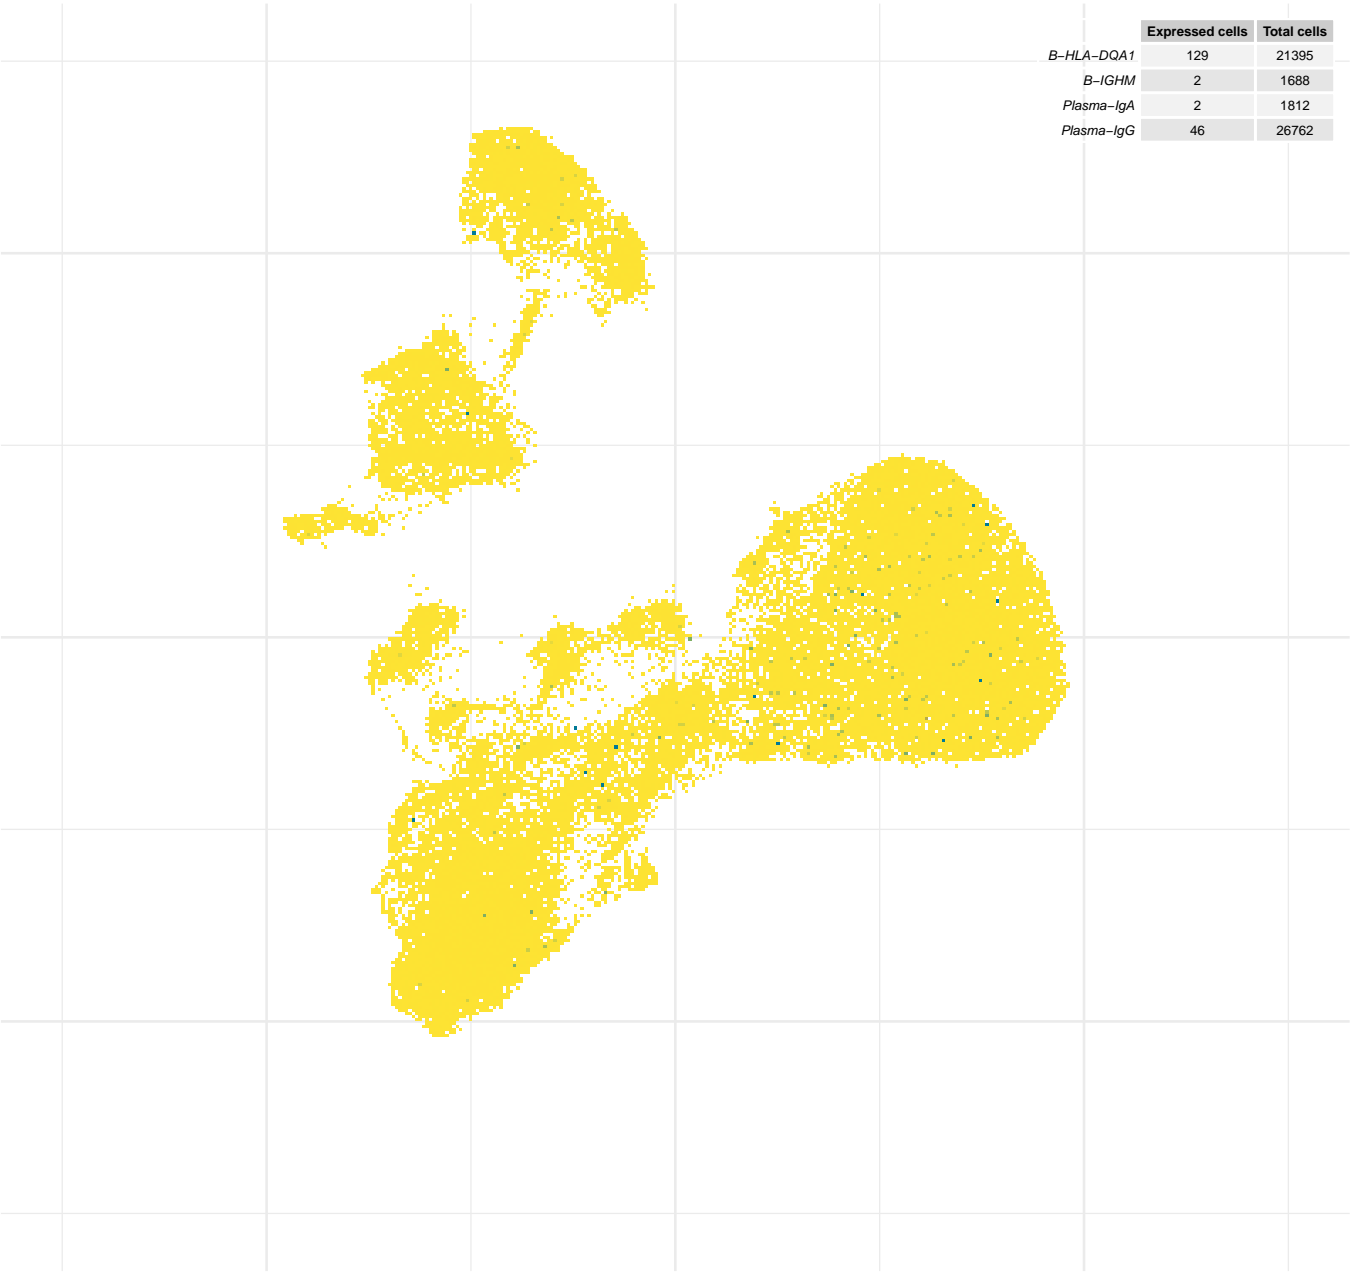 Expressed cells Total cells
B−HLA−DQA1 129 21395
B−IGHM 2 1688
Plasma−IgA 2 1812
Plasma−IgG 46 26762